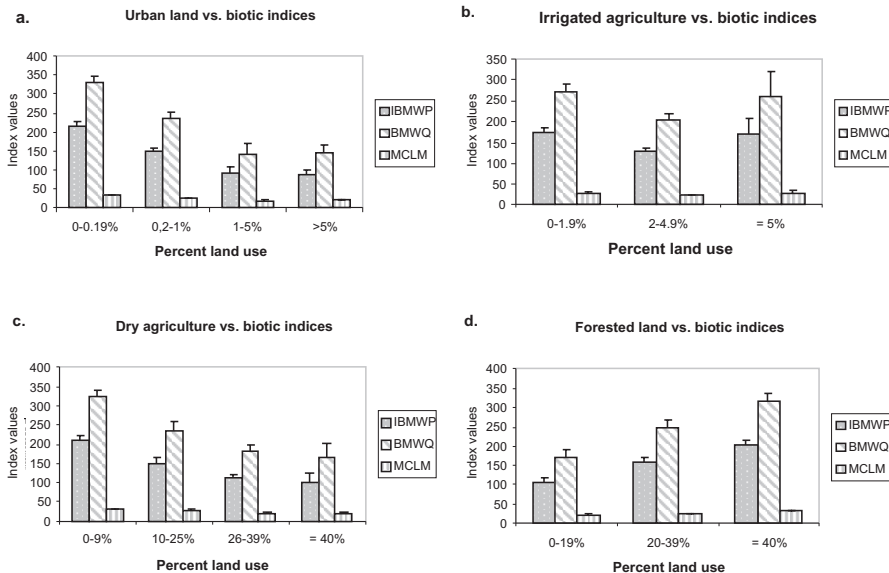 a.
Urban land vs. biotic indices
Index values
400
350
300
250
200
150
100
50
0
0-0.19%
0,2-1%
1-5%
>5%
Percent land use
IBMWP
BMWQ
MCLM
b.
Irrigated agriculture vs. biotic indices
Index values
350
300
250
200
150
100
50
0
0-1.9%
2-4.9%
= 5%
Percent land use
IBMWP
BMWQ
MCLM
c.
Dry agriculture vs. biotic indices
Index values
400
350
300
250
200
150
100
50
0
0-9%
10-25%
26-39%
= 40%
Percent land use
IBMWP
BMWQ
MCLM
d.
Forested land vs. biotic indices
Index values
400
350
300
250
200
150
100
50
0
0-19%
20-39%
= 40%
Percent land use
IBMWP
BMWQ
MCLM